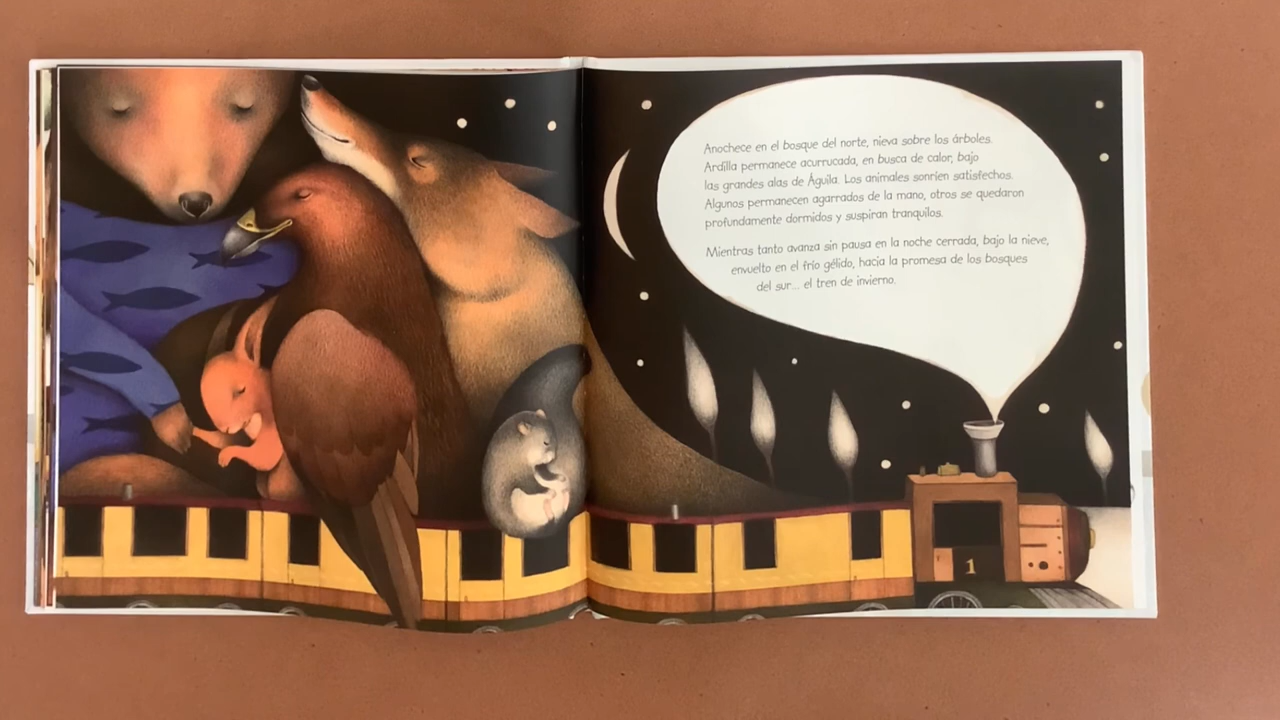 Anochece en el bosque del norte, nieva sobre los árboles.
Ardilla permanece acurrucada, en busca de calor, bajo
las grandes alas de Águila. Los animales sonríen satisfechos.
Algunos permanecen agarrados de la mano, otros se quedaron
profundamente dormidos y suspiran tranquilos.
Mientras tanto avanza sin pausa en la noche cerrada, bajo la nieve,
envuelto en el frío gélido, hacia la promesa de los bosques
del sur... el tren de invierno.
1